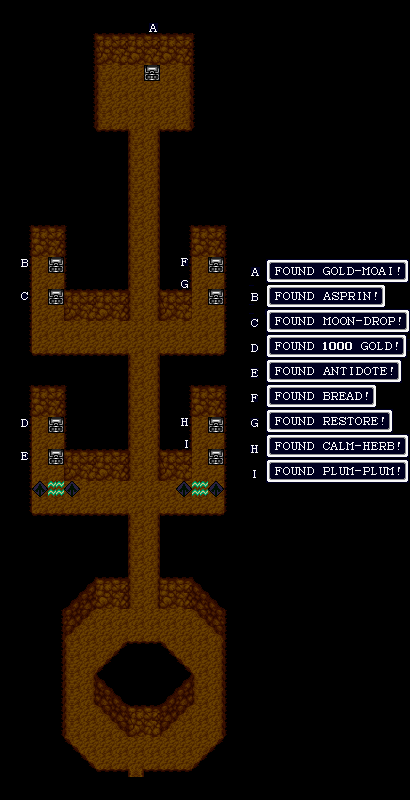 A
B
F
C
G
A FOUND GOLD-MOAI!
B FOUND ASPRIN!
C FOUND MOON-DROP!
D FOUND 1000 GOLD!
E FOUND ANTIDOTE!
F FOUND BREAD!
D
H
G FOUND RESTORE!
E
I
H FOUND CALM-HERB!
I FOUND PLUM-PLUM!